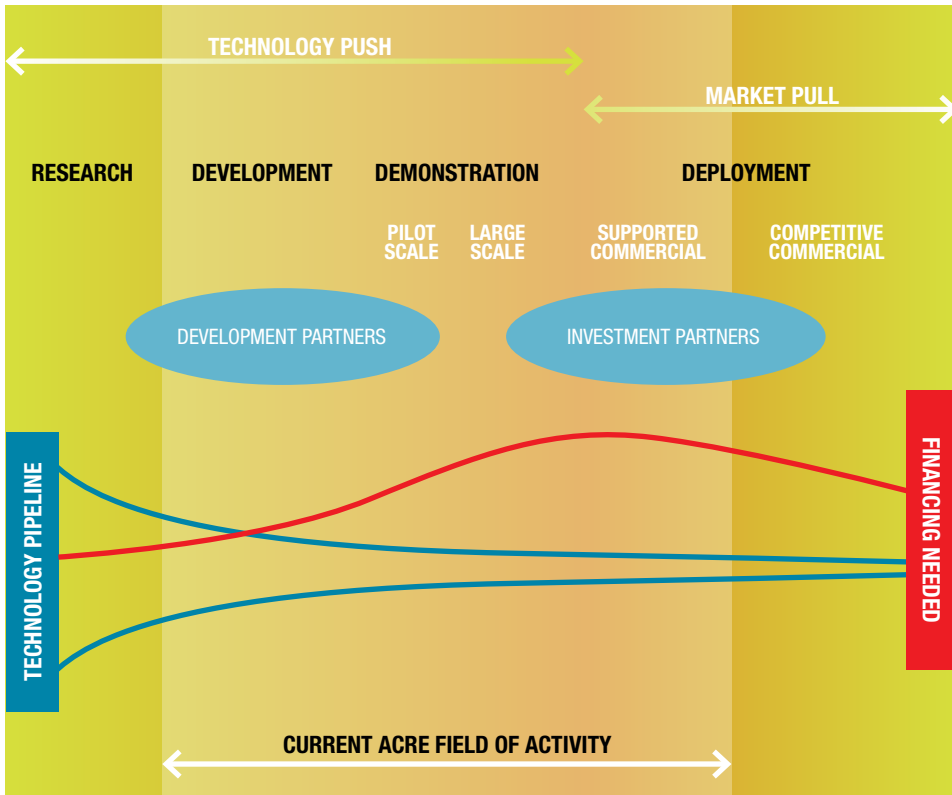 TECHNOLOGY PUSH
MARKET PULL
RESEARCH
DEVELOPMENT
DEMONSTRATION
DEPLOYMENT
PILOT
SCALE
LARGE
SCALE
SUPPORTED
COMMERCIAL
COMPETITIVE
COMMERCIAL
DEVELOPMENT PARTNERS
INVESTMENT PARTNERS
TECHNOLOGY PIPELINE
FINANCING NEEDED
CURRENT ACRE FIELD OF ACTIVITY